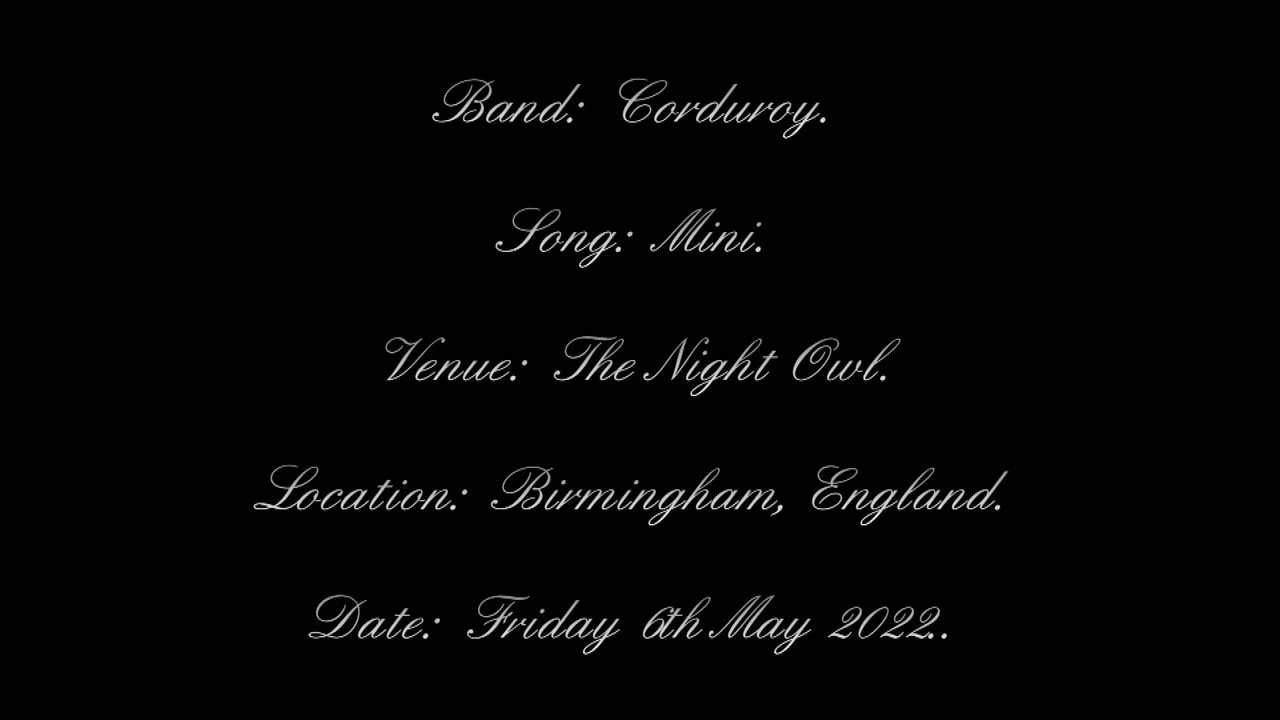 Band: Corduroy.
Song: Mini.
Venue: The Night Owl.
Location: Birmingham, England.
Date: Friday 6th May 2022..